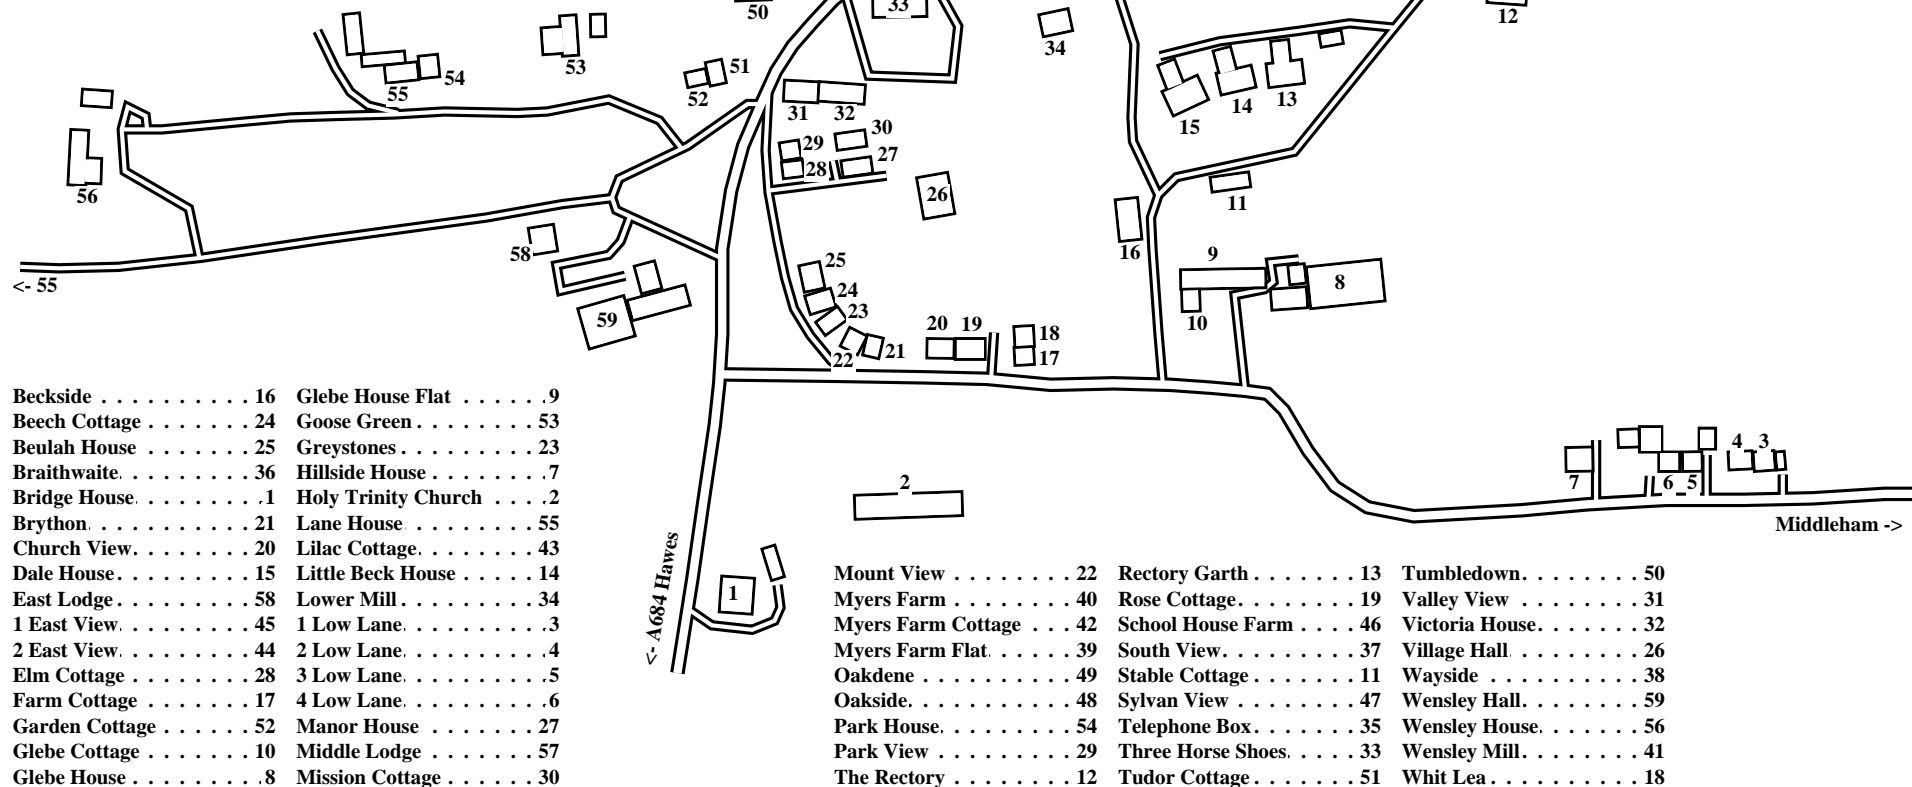 50
33
12
34
53
51
54
55
52
31
32
13
14
15
30
29
27
28
56
26
11
58
16
9
25
<- 55
8
24
23
10
59
20 19
18
22 21
17
Beckside . . . . . . . . . . 16
Beech Cottage . . . . . . . 24
Beulah House . . . . . . . 25
Braithwaite. . . . . . . . . 36
Bridge House. . . . . . . . .1
Brython. . . . . . . . . . . 21
Church View. . . . . . . . 20
Dale House. . . . . . . . . 15
East Lodge. . . . . . . . . 58
1 East View. . . . . . . . . 45
2 East View. . . . . . . . . 44
Elm Cottage . . . . . . . . 28
Farm Cottage . . . . . . . 17
Garden Cottage . . . . . . 52
Glebe Cottage . . . . . . . 10
Glebe House . . . . . . . . .8
Glebe House Flat . . . . . .9
Goose Green . . . . . . . . 53
Greystones . . . . . . . . . 23
Hillside House . . . . . . . .7
Holy Trinity Church . . . .2
Lane House . . . . . . . . . 55
Lilac Cottage. . . . . . . . 43
Little Beck House . . . . . 14
Lower Mill . . . . . . . . . 34
1 Low Lane. . . . . . . . . .3
2 Low Lane. . . . . . . . . .4
3 Low Lane. . . . . . . . . .5
4 Low Lane. . . . . . . . . .6
Manor House . . . . . . . 27
Middle Lodge . . . . . . . 57
Mission Cottage . . . . . . 30
4 3
2
7 6 5
Middleham ->
<- A684 Hawes
1
Mount View . . . . . . . . 22
Myers Farm . . . . . . . . 40
Myers Farm Cottage . . . 42
Myers Farm Flat. . . . . . 39
Oakdene . . . . . . . . . . 49
Oakside. . . . . . . . . . . 48
Park House. . . . . . . . . 54
Park View . . . . . . . . . 29
The Rectory . . . . . . . . 12
Rectory Garth . . . . . . . 13
Rose Cottage. . . . . . . . 19
School House Farm . . . . 46
South View. . . . . . . . . 37
Stable Cottage . . . . . . . 11
Sylvan View . . . . . . . . 47
Telephone Box. . . . . . . 35
Three Horse Shoes. . . . . 33
Tudor Cottage . . . . . . . 51
Tumbledown. . . . . . . . 50
Valley View . . . . . . . . 31
Victoria House. . . . . . . 32
Village Hall . . . . . . . . 26
Wayside . . . . . . . . . . 38
Wensley Hall. . . . . . . . 59
Wensley House. . . . . . . 56
Wensley Mill. . . . . . . . 41
Whit Lea . . . . . . . . . . 18